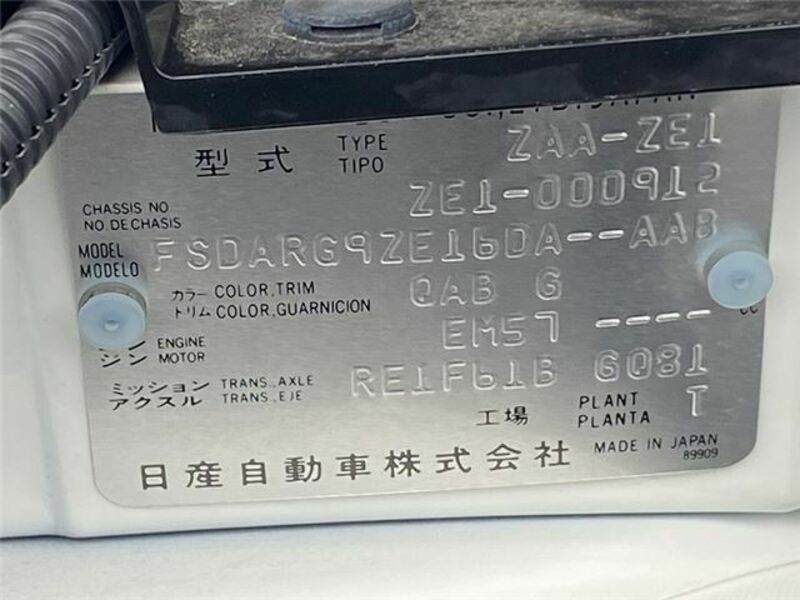 型式 TYPE TIPO ZAA-ZE1
CHASSIS NO. NO. DE CHASIS ZE1-000912
MODEL MODELO FSDARG9ZE16DA--AAB
カラー COLOR,TRIM
トリム COLOR,GUARNICION QAB G
ENGINE
ジン MOTOR EM57 ---- cc
ミッション TRANS.,AXLE
アクスル TRANS.,EJE RE1F61B GQ81
工場 PLANT PLANTA T
日産自動車株式会社 MADE IN JAPAN
89909